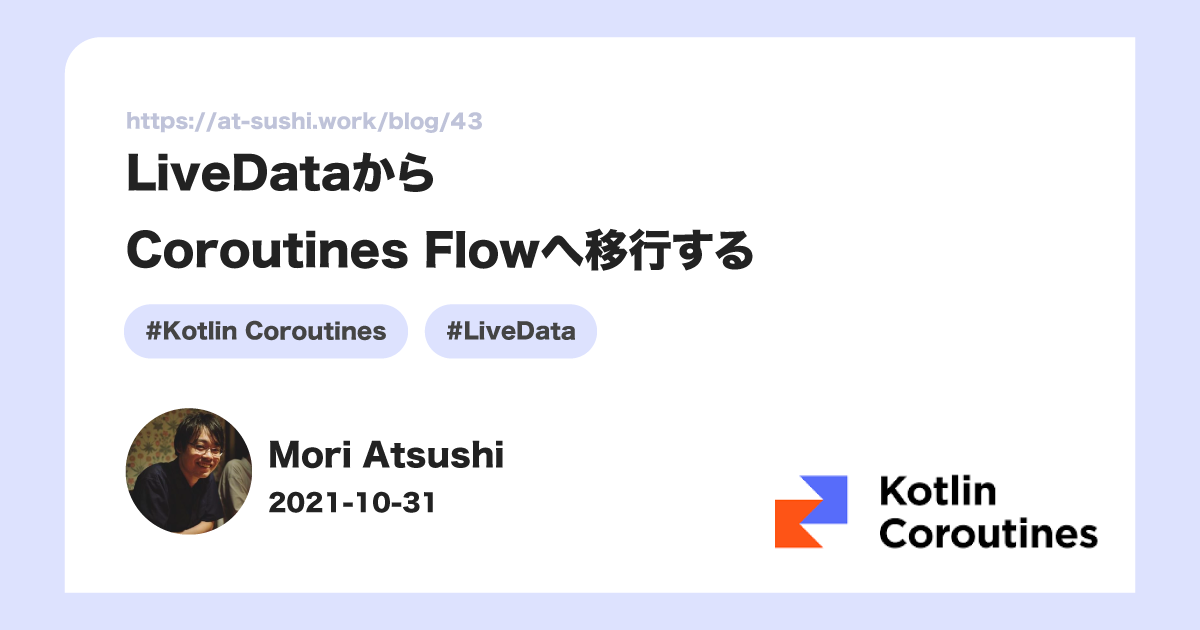 https://at-sushi.work/blog/43
LiveDataから
Coroutines Flowへ移行する
#Kotlin Coroutines #LiveData
Mori Atsushi
2021-10-31
Kotlin
Coroutines